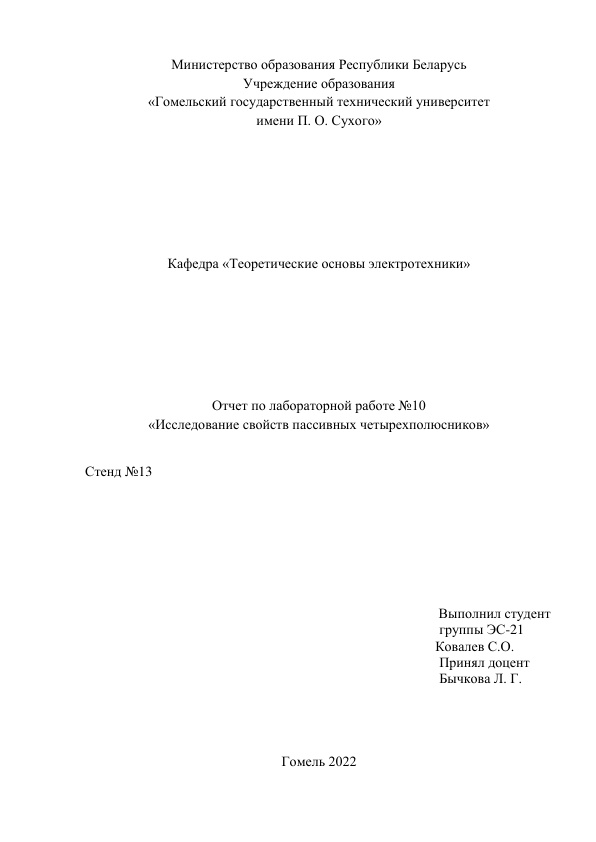 Министерство образования Республики Беларусь
Учреждение образования
«Гомельский государственный технический университет
имени П. О. Сухого»
Кафедра «Теоретические основы электротехники»
Отчет по лабораторной работе №10
«Исследование свойств пассивных четырехполюсников»
Стенд №13
Выполнил студент
группы ЭС-21
Ковалев С.О.
Принял доцент
Бычкова Л. Г.
Гомель 2022